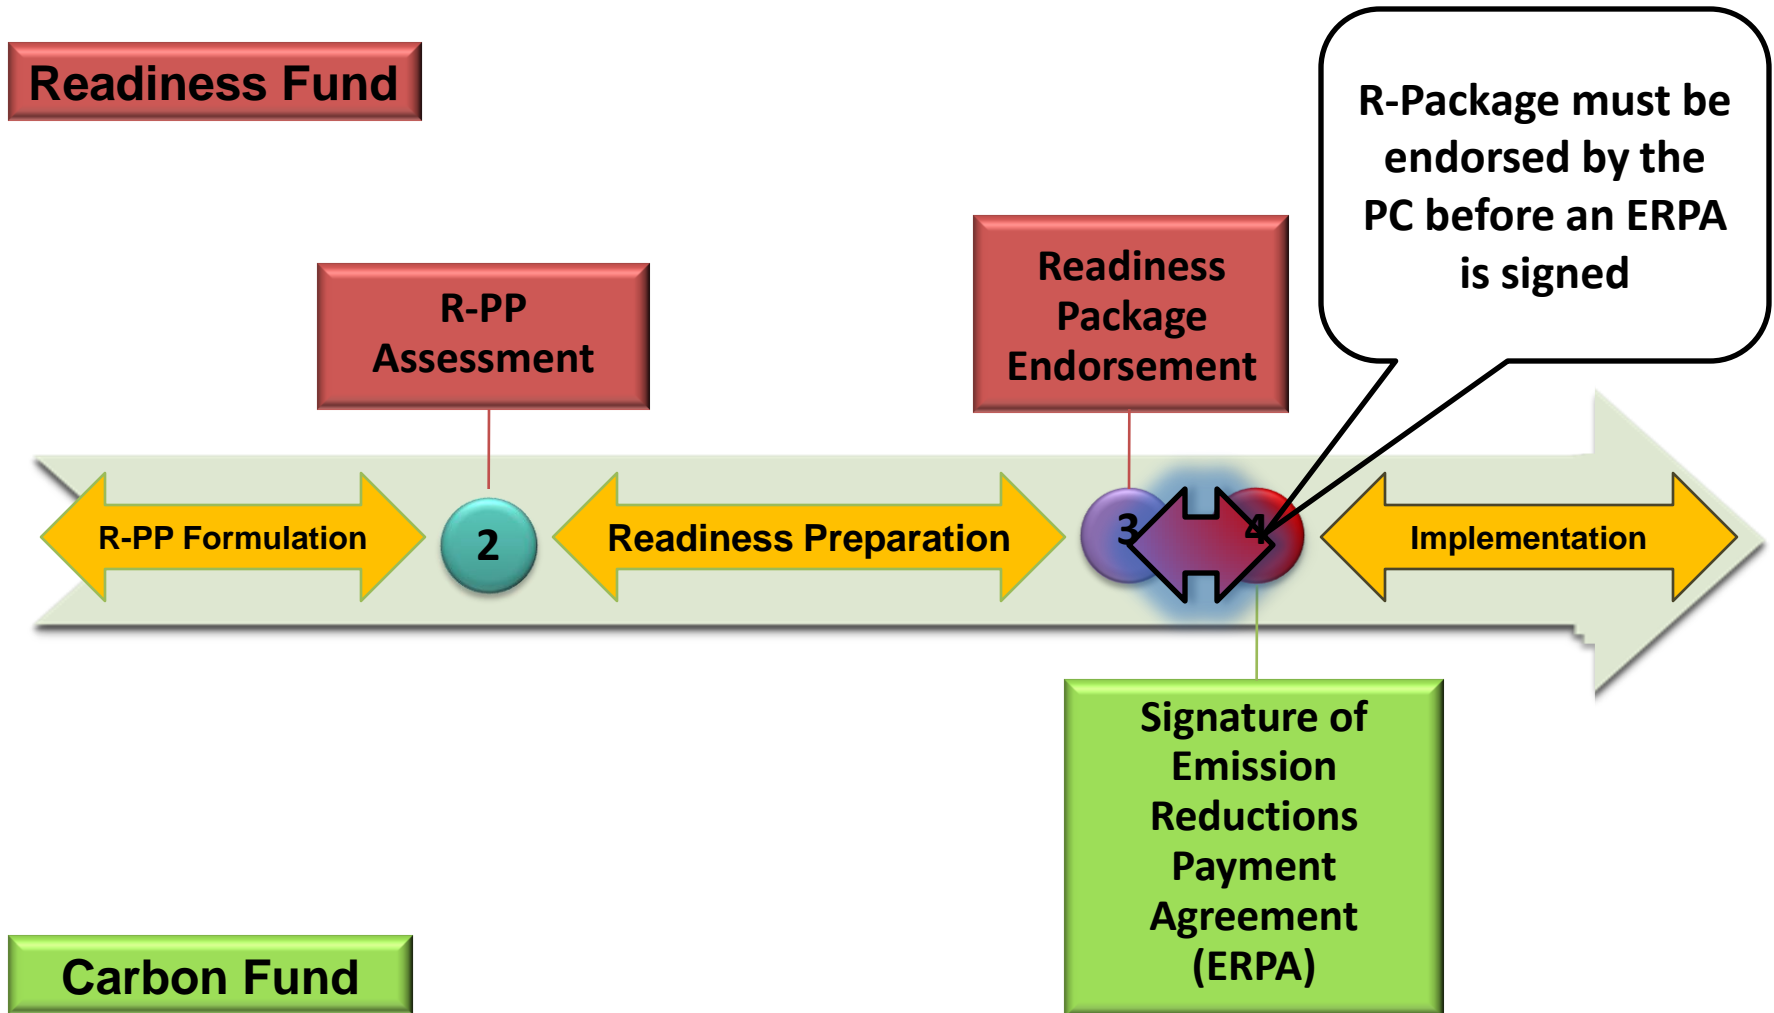 Readiness Fund
R-Package must be
endorsed by the
PC before an ERPA
is signed
Readiness
Package
Endorsement
R-PP
Assessment
R-PP Formulation
2
Readiness Preparation
3
4
Implementation
Signature of
Emission
Reductions
Payment
Agreement
(ERPA)
Carbon Fund